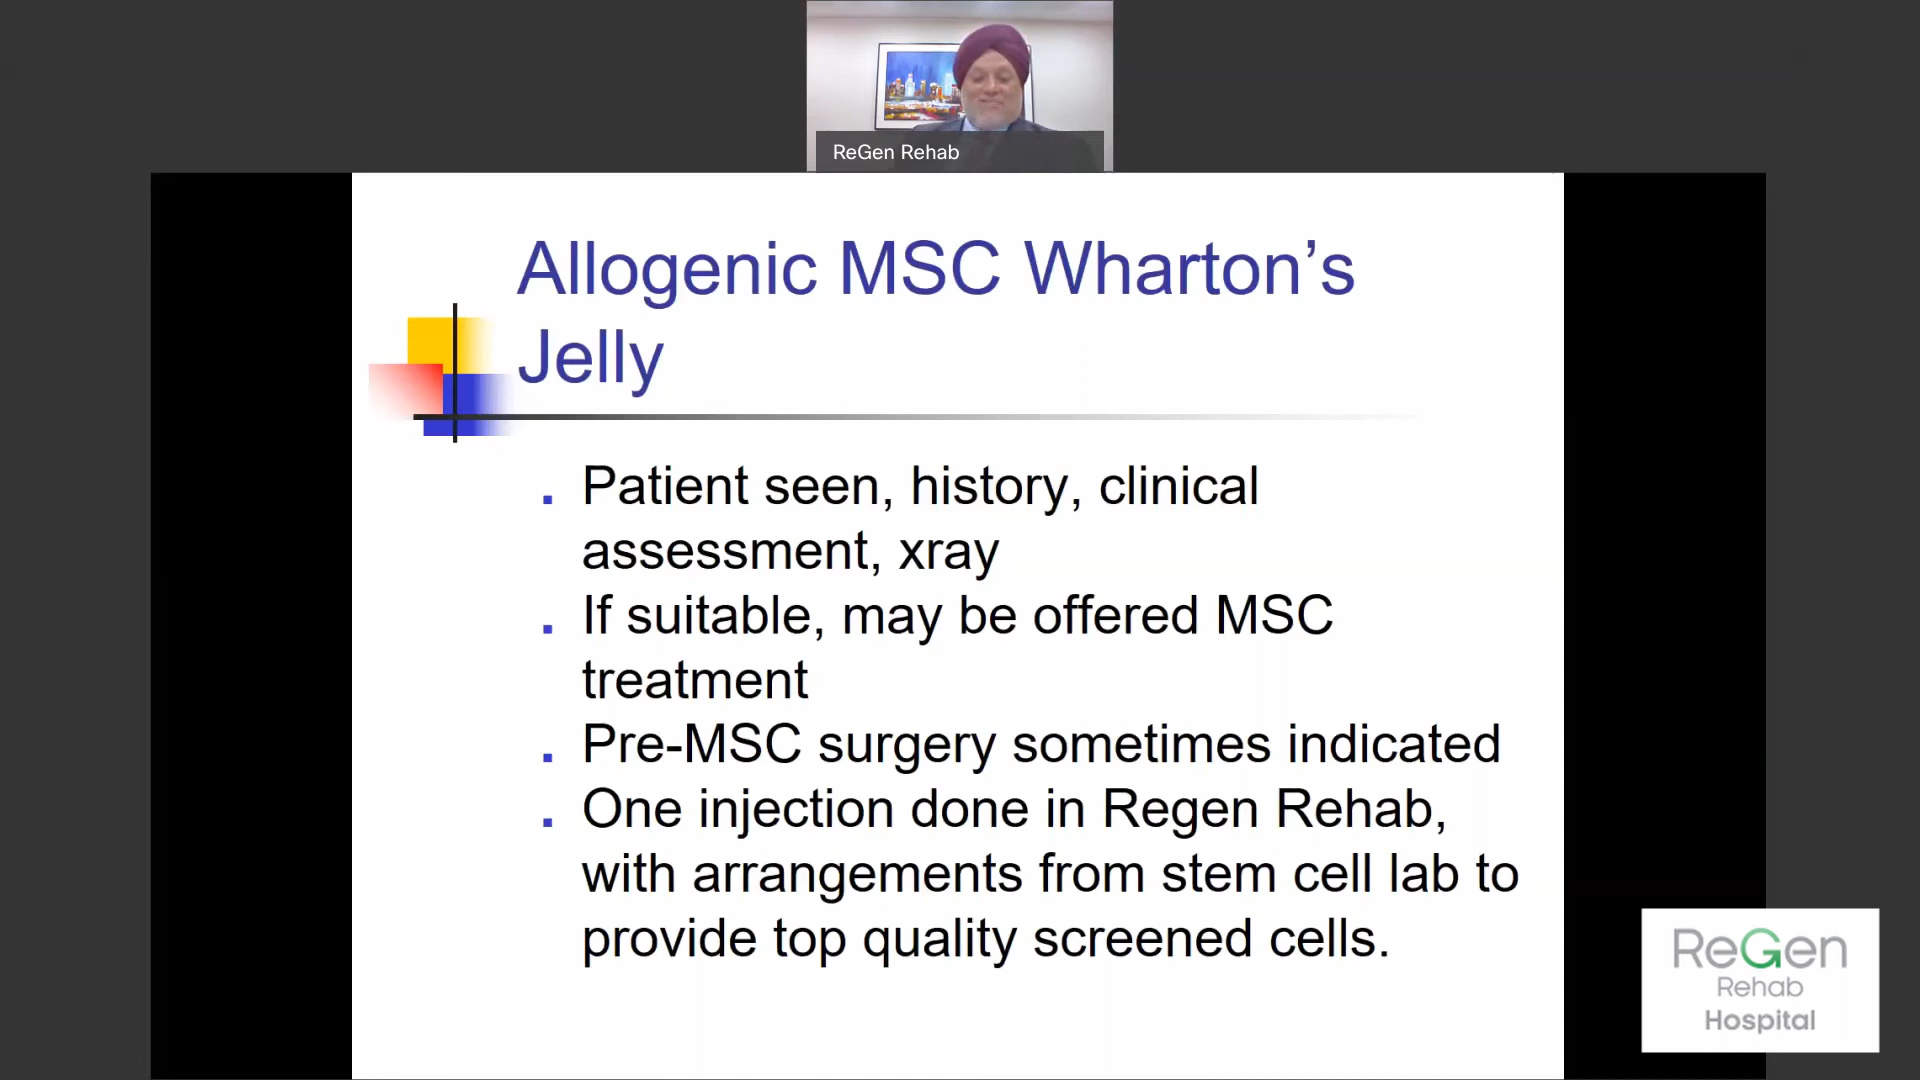 ReGen Rehab
Allogenic MSC Wharton’s
Jelly
Patient seen, history, clinical
assessment, xray
If suitable, may be offered MSC
treatment
Pre-MSC surgery sometimes indicated
One injection done in Regen Rehab,
with arrangements from stem cell lab to
provide top quality screened cells.
ReGen
Rehab
Hospital